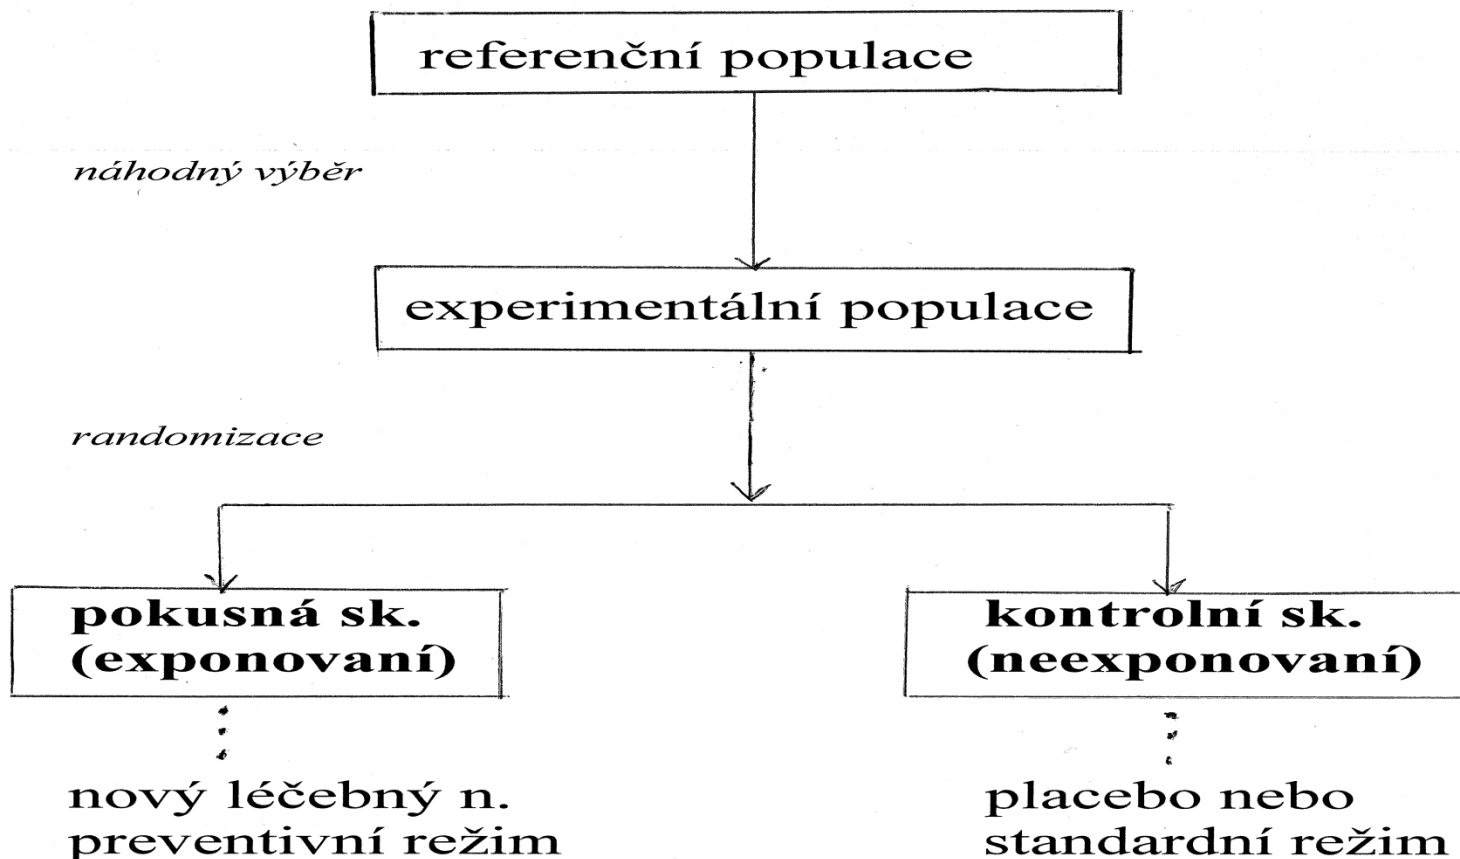 referenční populace
náhodný výběr
experimentální populace
randomizace
pokusná sk.
(exponovaní)
kontrolní sk.
(neexponovaní)
nový léčebný n.
preventivní režim
placebo nebo
standardní režim